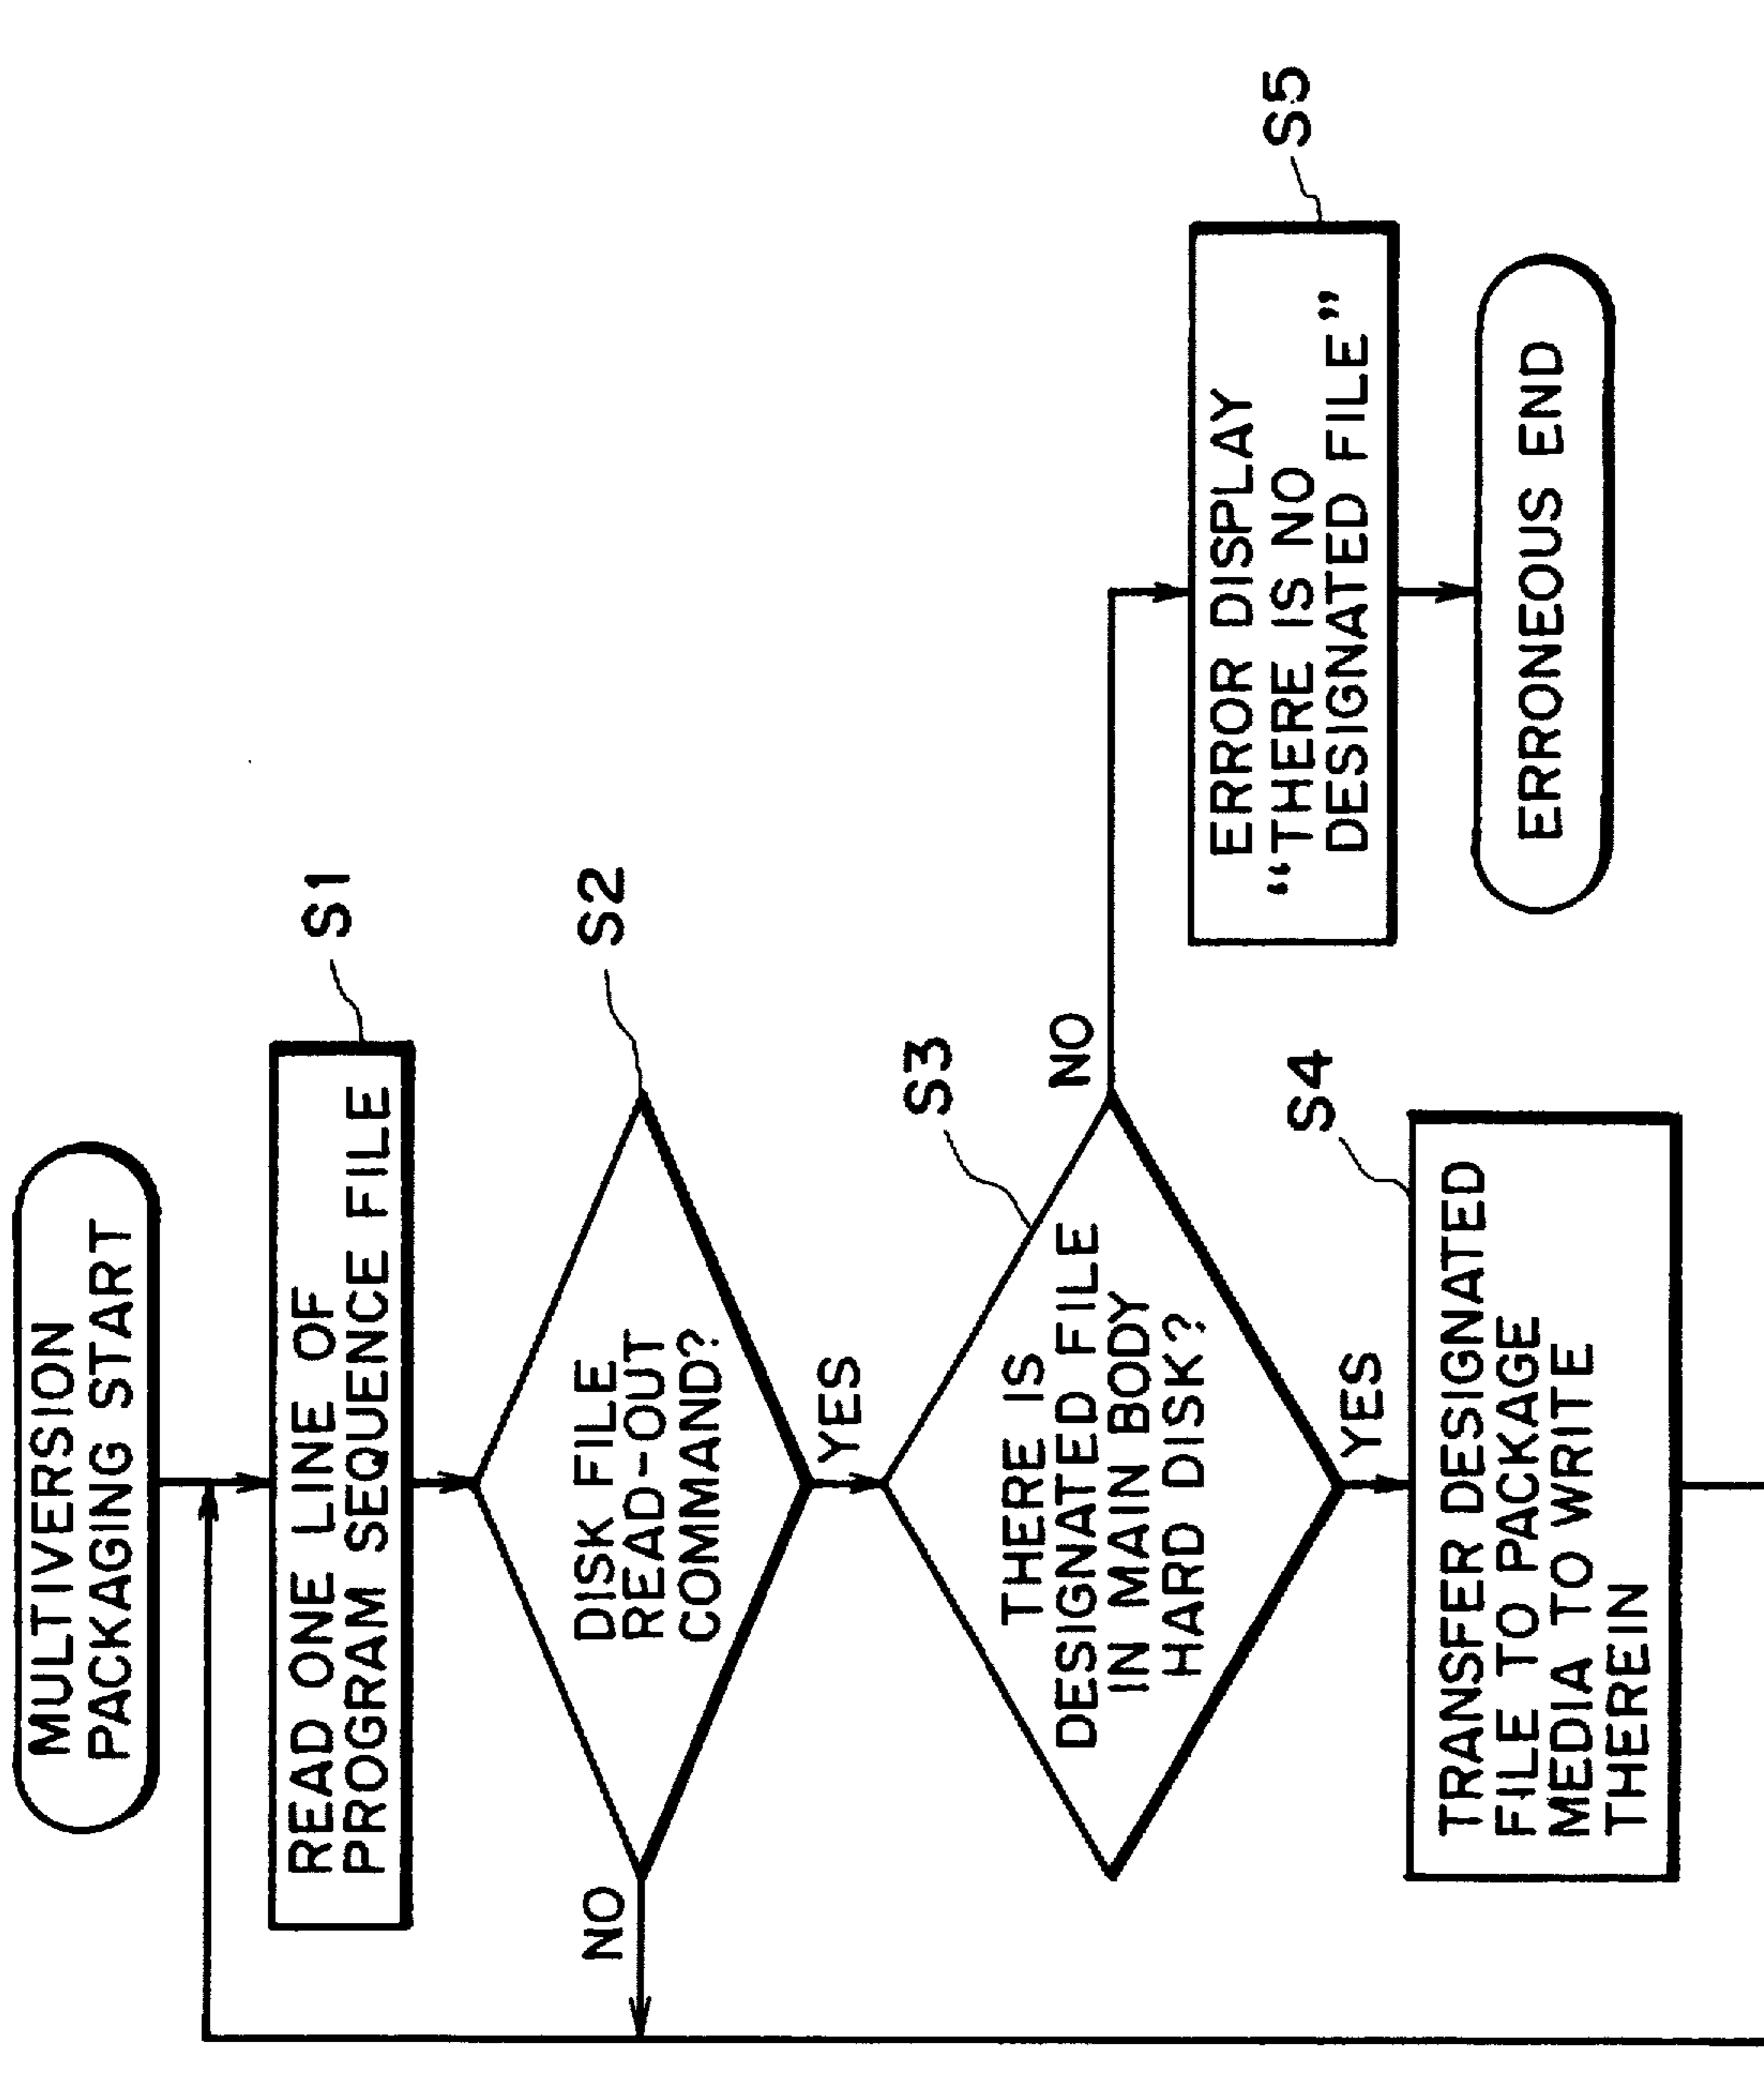 MULTIVERSION
PACKAGING START
READ ONE LINE OF
PROGRAM SEQUENCE FILE
S1
DISK FILE
READ-OUT
COMMAND?
S2
NO
YES
THERE IS
DESIGNATED FILE
IN MAIN BODY
HARD DISK?
S3
NO
YES
TRANSFER DESIGNATED
FILE TO PACKAGE
MEDIA TO WRITE
THEREIN
S4
ERROR DISPLAY
“THERE IS NO
DESIGNATED FILE”
S5
ERRONEOUS END